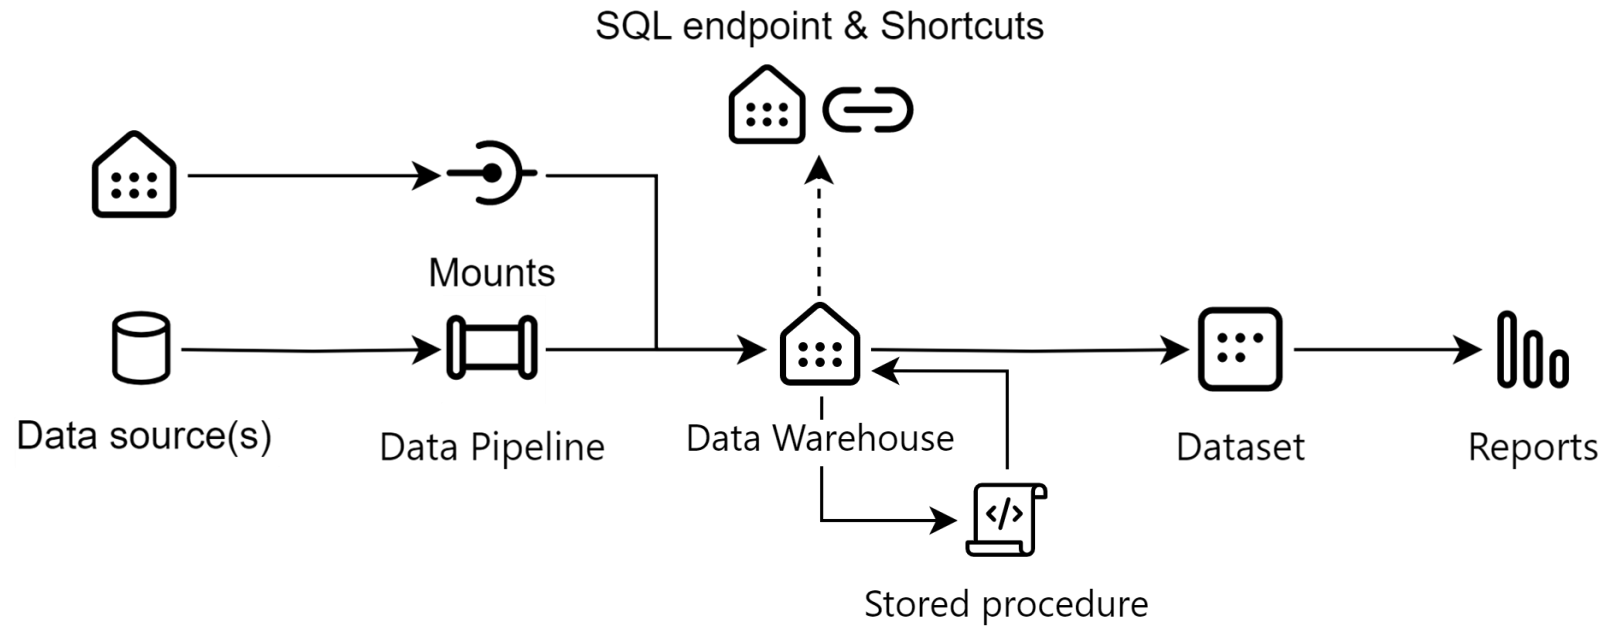 SQL endpoint & Shortcuts
Mounts
Data source(s)
Data Pipeline
Data Warehouse
Dataset
Reports
</>
Stored procedure